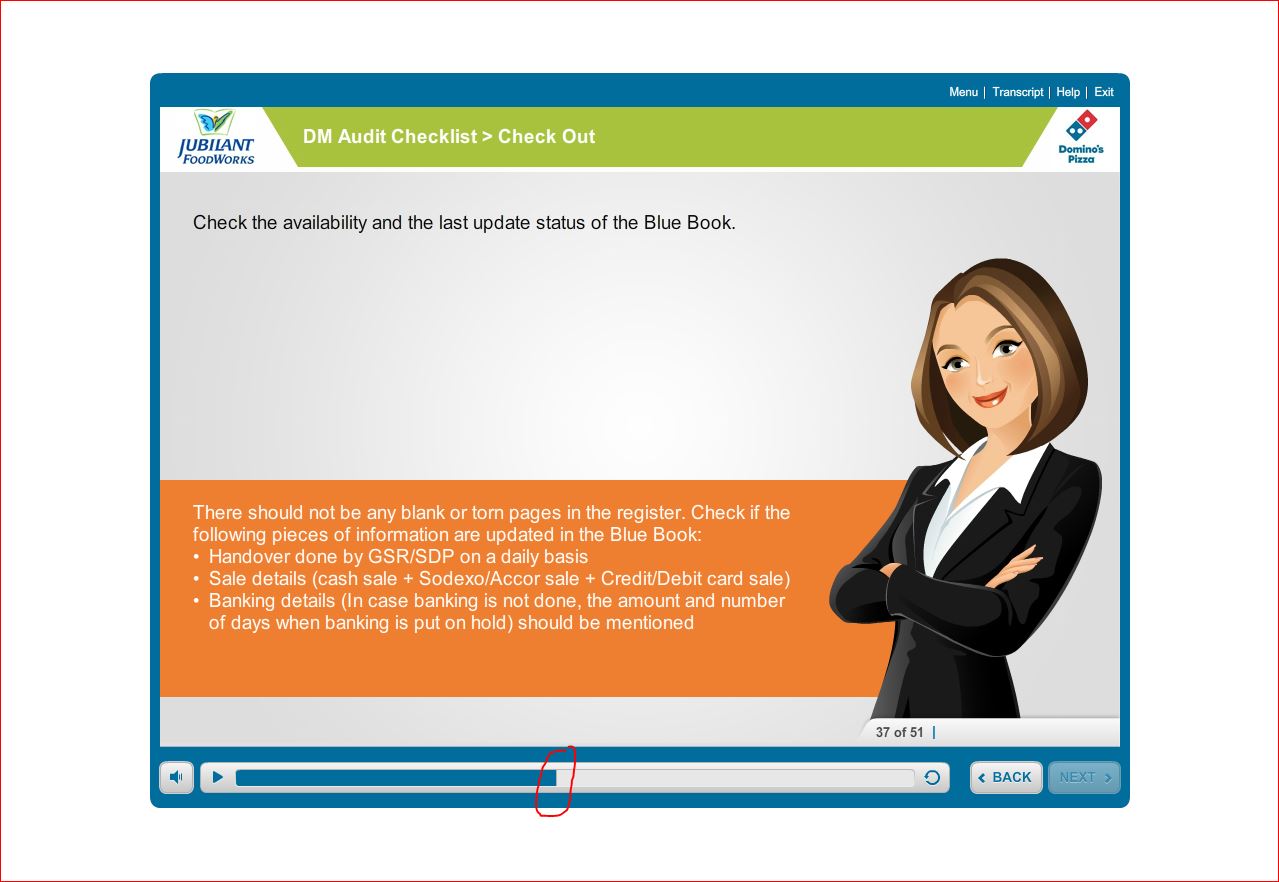 Menu | Transcript | Help | Exit
JUBILANT
FOODWORKS
DM Audit Checklist > Check Out
Domino's
Pizza
Check the availability and the last update status of the Blue Book.
There should not be any blank or torn pages in the register. Check if the
following pieces of information are updated in the Blue Book:
• Handover done by GSR/SDP on a daily basis
• Sale details (cash sale + Sodexo/Accor sale + Credit/Debit card sale)
• Banking details (In case banking is not done, the amount and number
of days when banking is put on hold) should be mentioned
37 of 51 |
BACK
NEXT